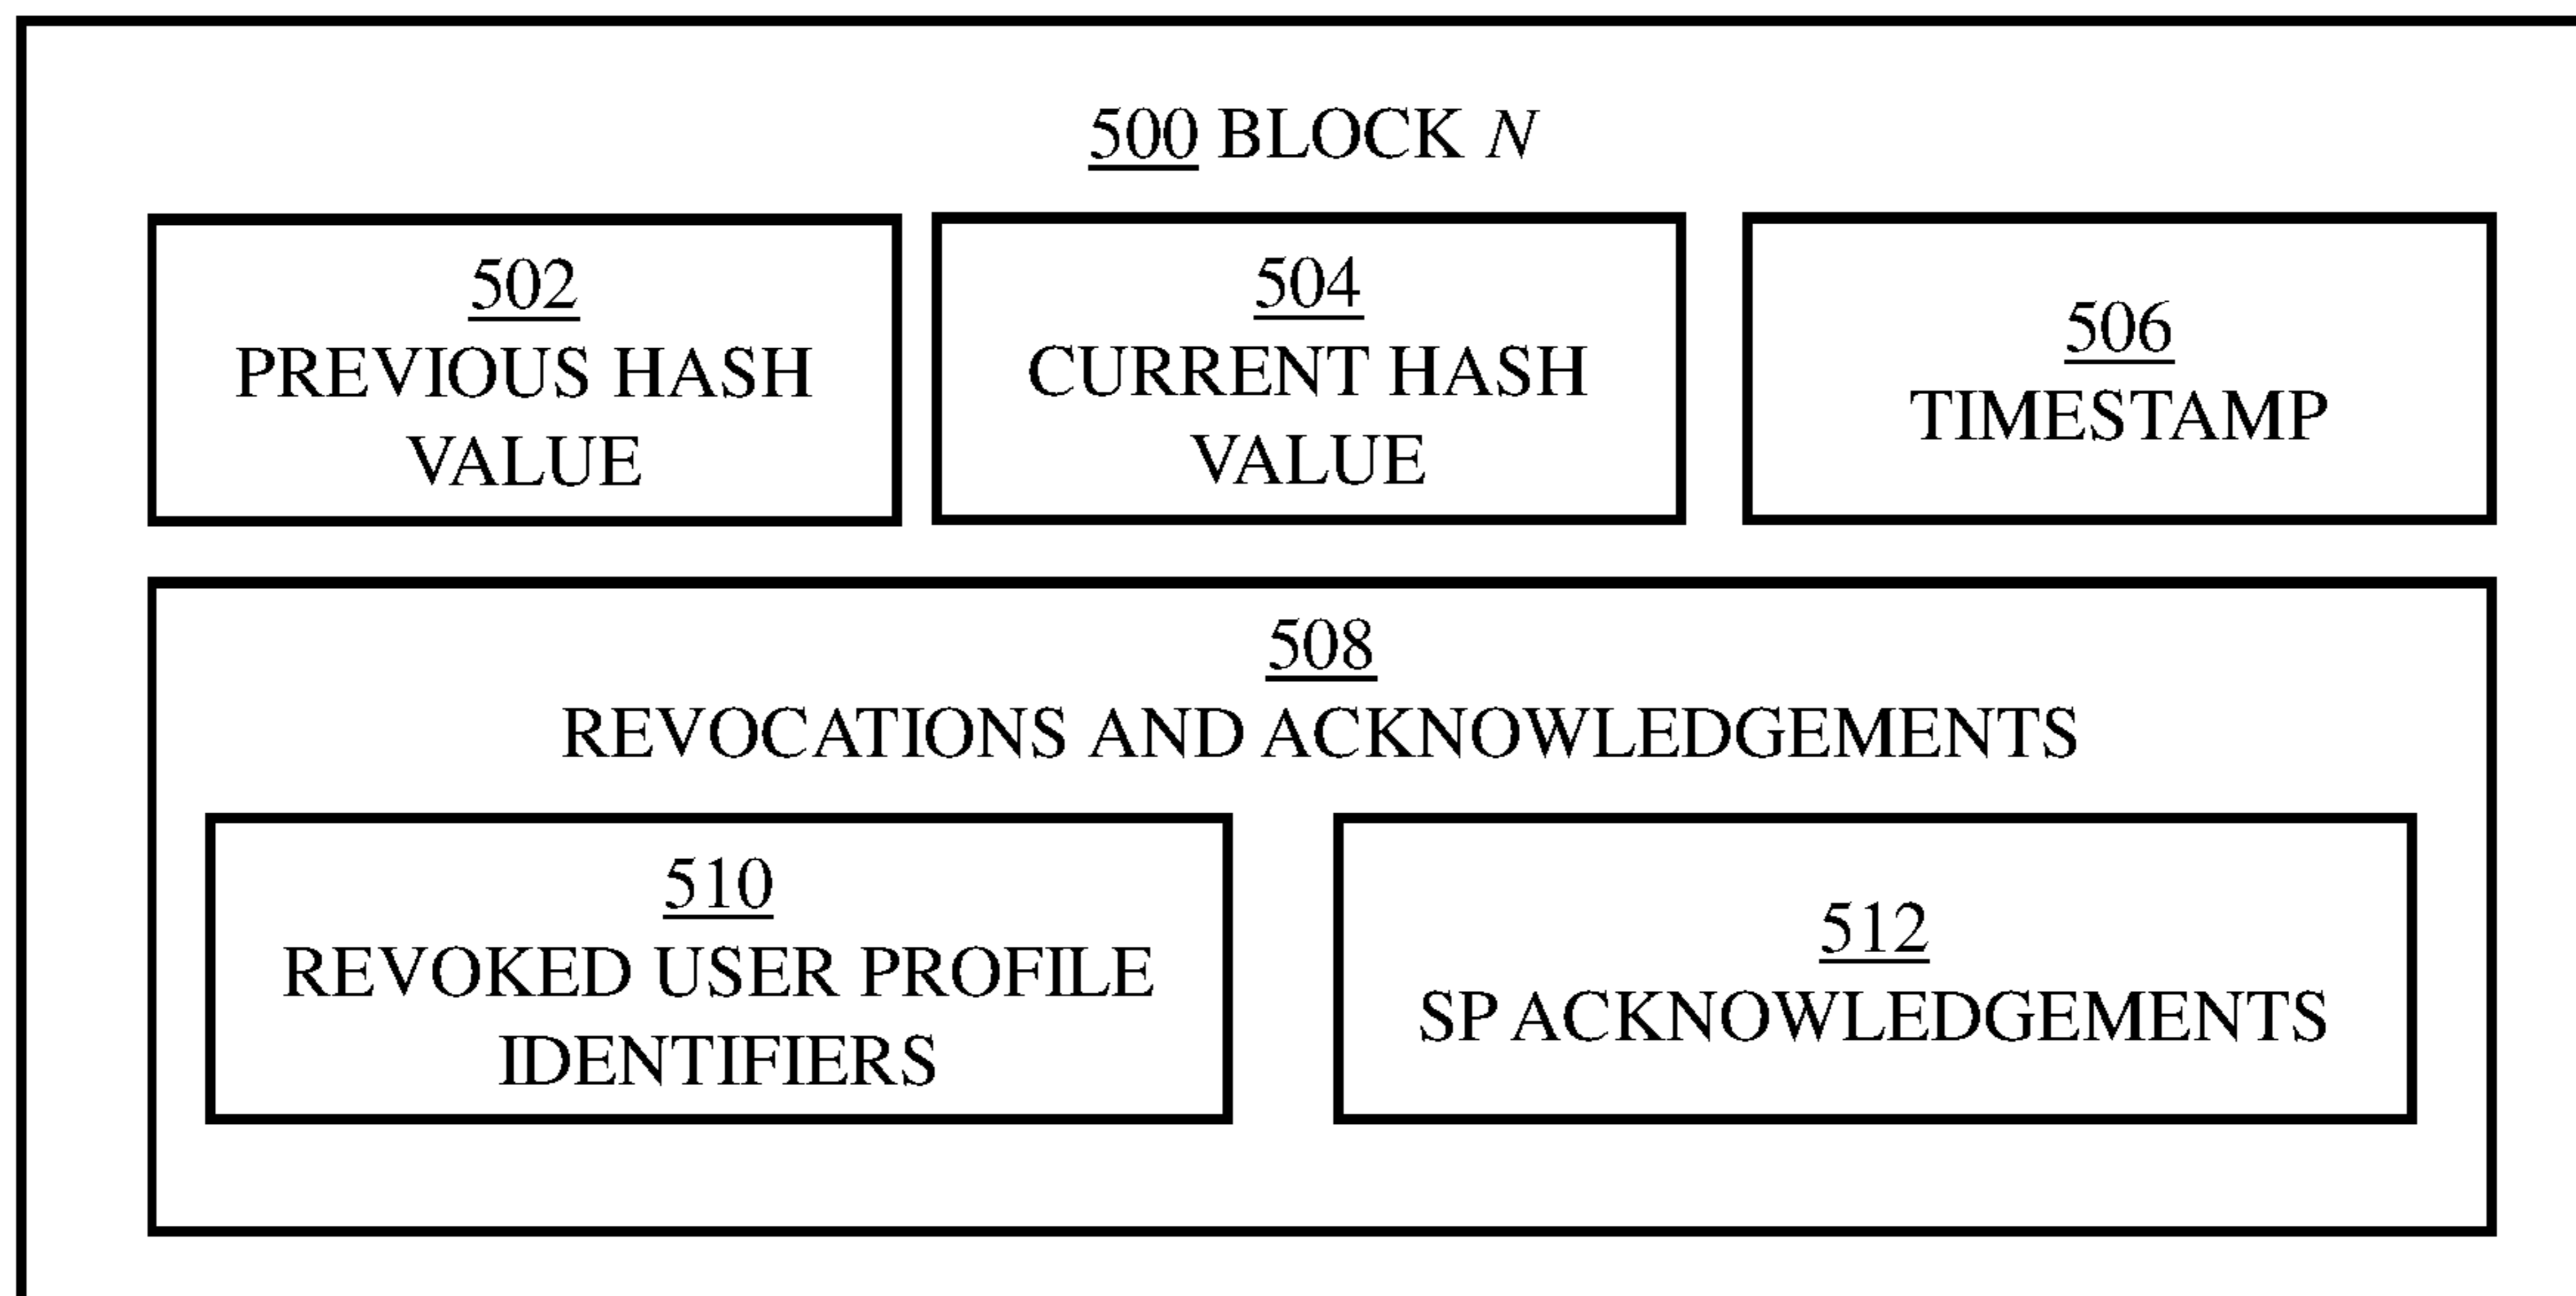 500 BLOCK N
502
PREVIOUS HASH
VALUE
504
CURRENT HASH
VALUE
506
TIMESTAMP
508
REVOCATIONS AND ACKNOWLEDGEMENTS
510
REVOKED USER PROFILE
IDENTIFIERS
512
SP ACKNOWLEDGEMENTS